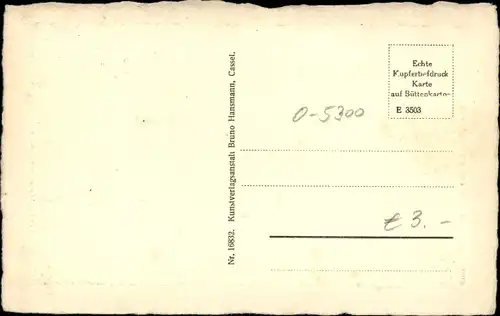 Nr. 16832. Kunstverlagsanstalt Bruno Hansmann, Cassel.
Echte
Kupfertiefdruck
Karte
auf Büttenkarton
E 3503
0-5300
€ 3.-